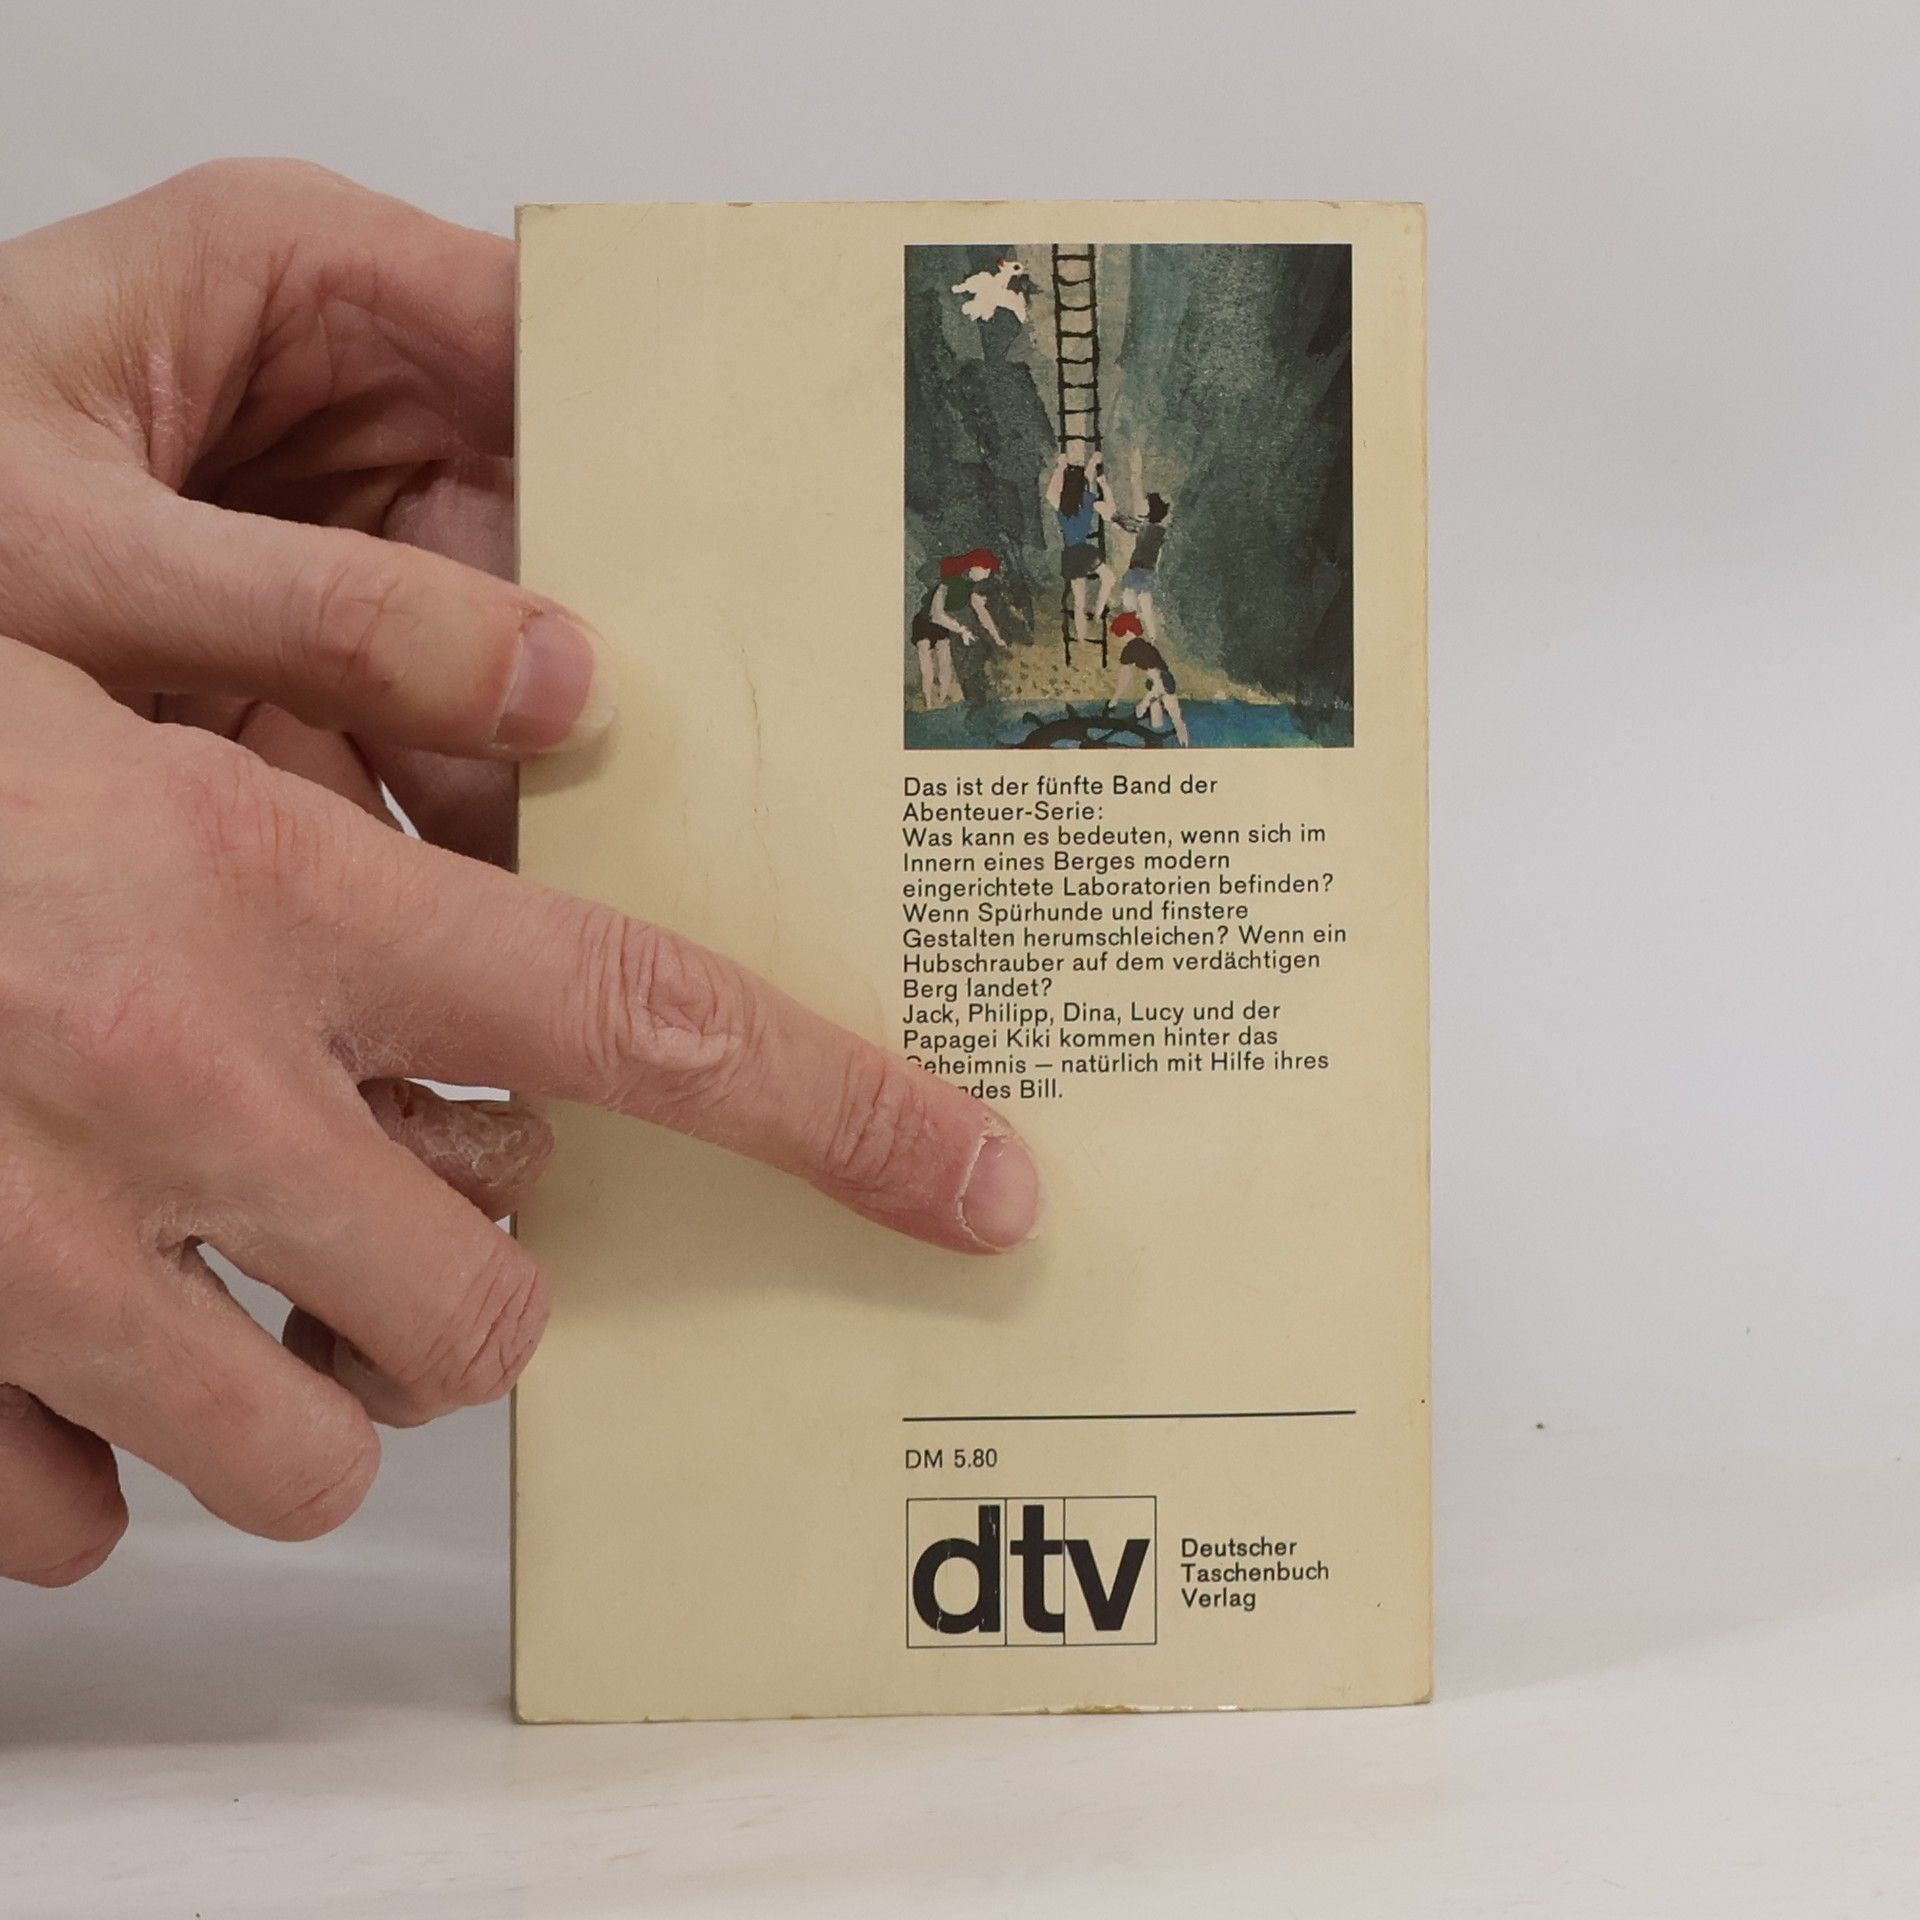 Das ist der fünfte Band der
Abenteuer-Serie:
Was kann es bedeuten, wenn sich im
Innern eines Berges modern
eingerichtete Laboratorien befinden?
Wenn Spürhunde und finstere
Gestalten herumschleichen? Wenn ein
Hubschrauber auf dem verdächtigen
Berg landet?
Jack, Philipp, Dina, Lucy und der
Papagei Kiki kommen hinter das
Geheimnis – natürlich mit Hilfe ihres
Bill.
DM 5.80
dtv
Deutscher
Taschenbuch
Verlag